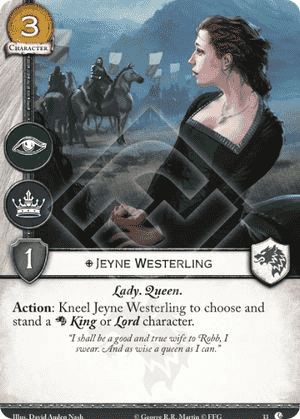 3
CHARACTER
1
JEYNE WESTERLING
Lady. Queen.
Action: Kneel Jeyne Westerling to choose and
stand a King or Lord character.
"I shall be a good and true wife to Robb, I
swear. And as wise a queen as I can."
Illus. David Auden Nash © George R.R. Martin © FFG 11